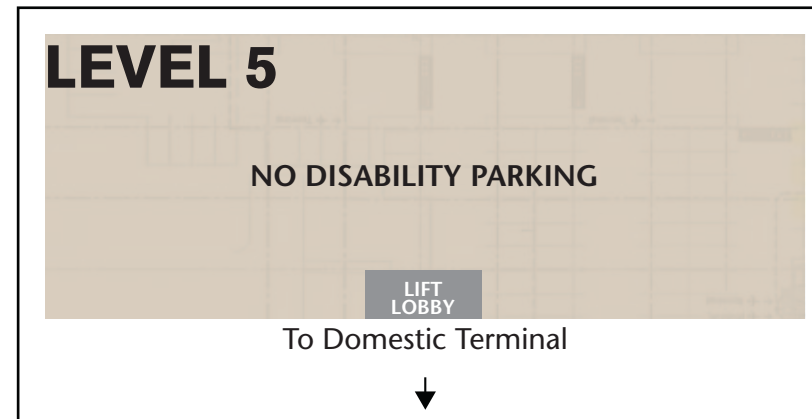 LEVEL 5
NO DISABILITY PARKING
LIFT
LOBBY
To Domestic Terminal